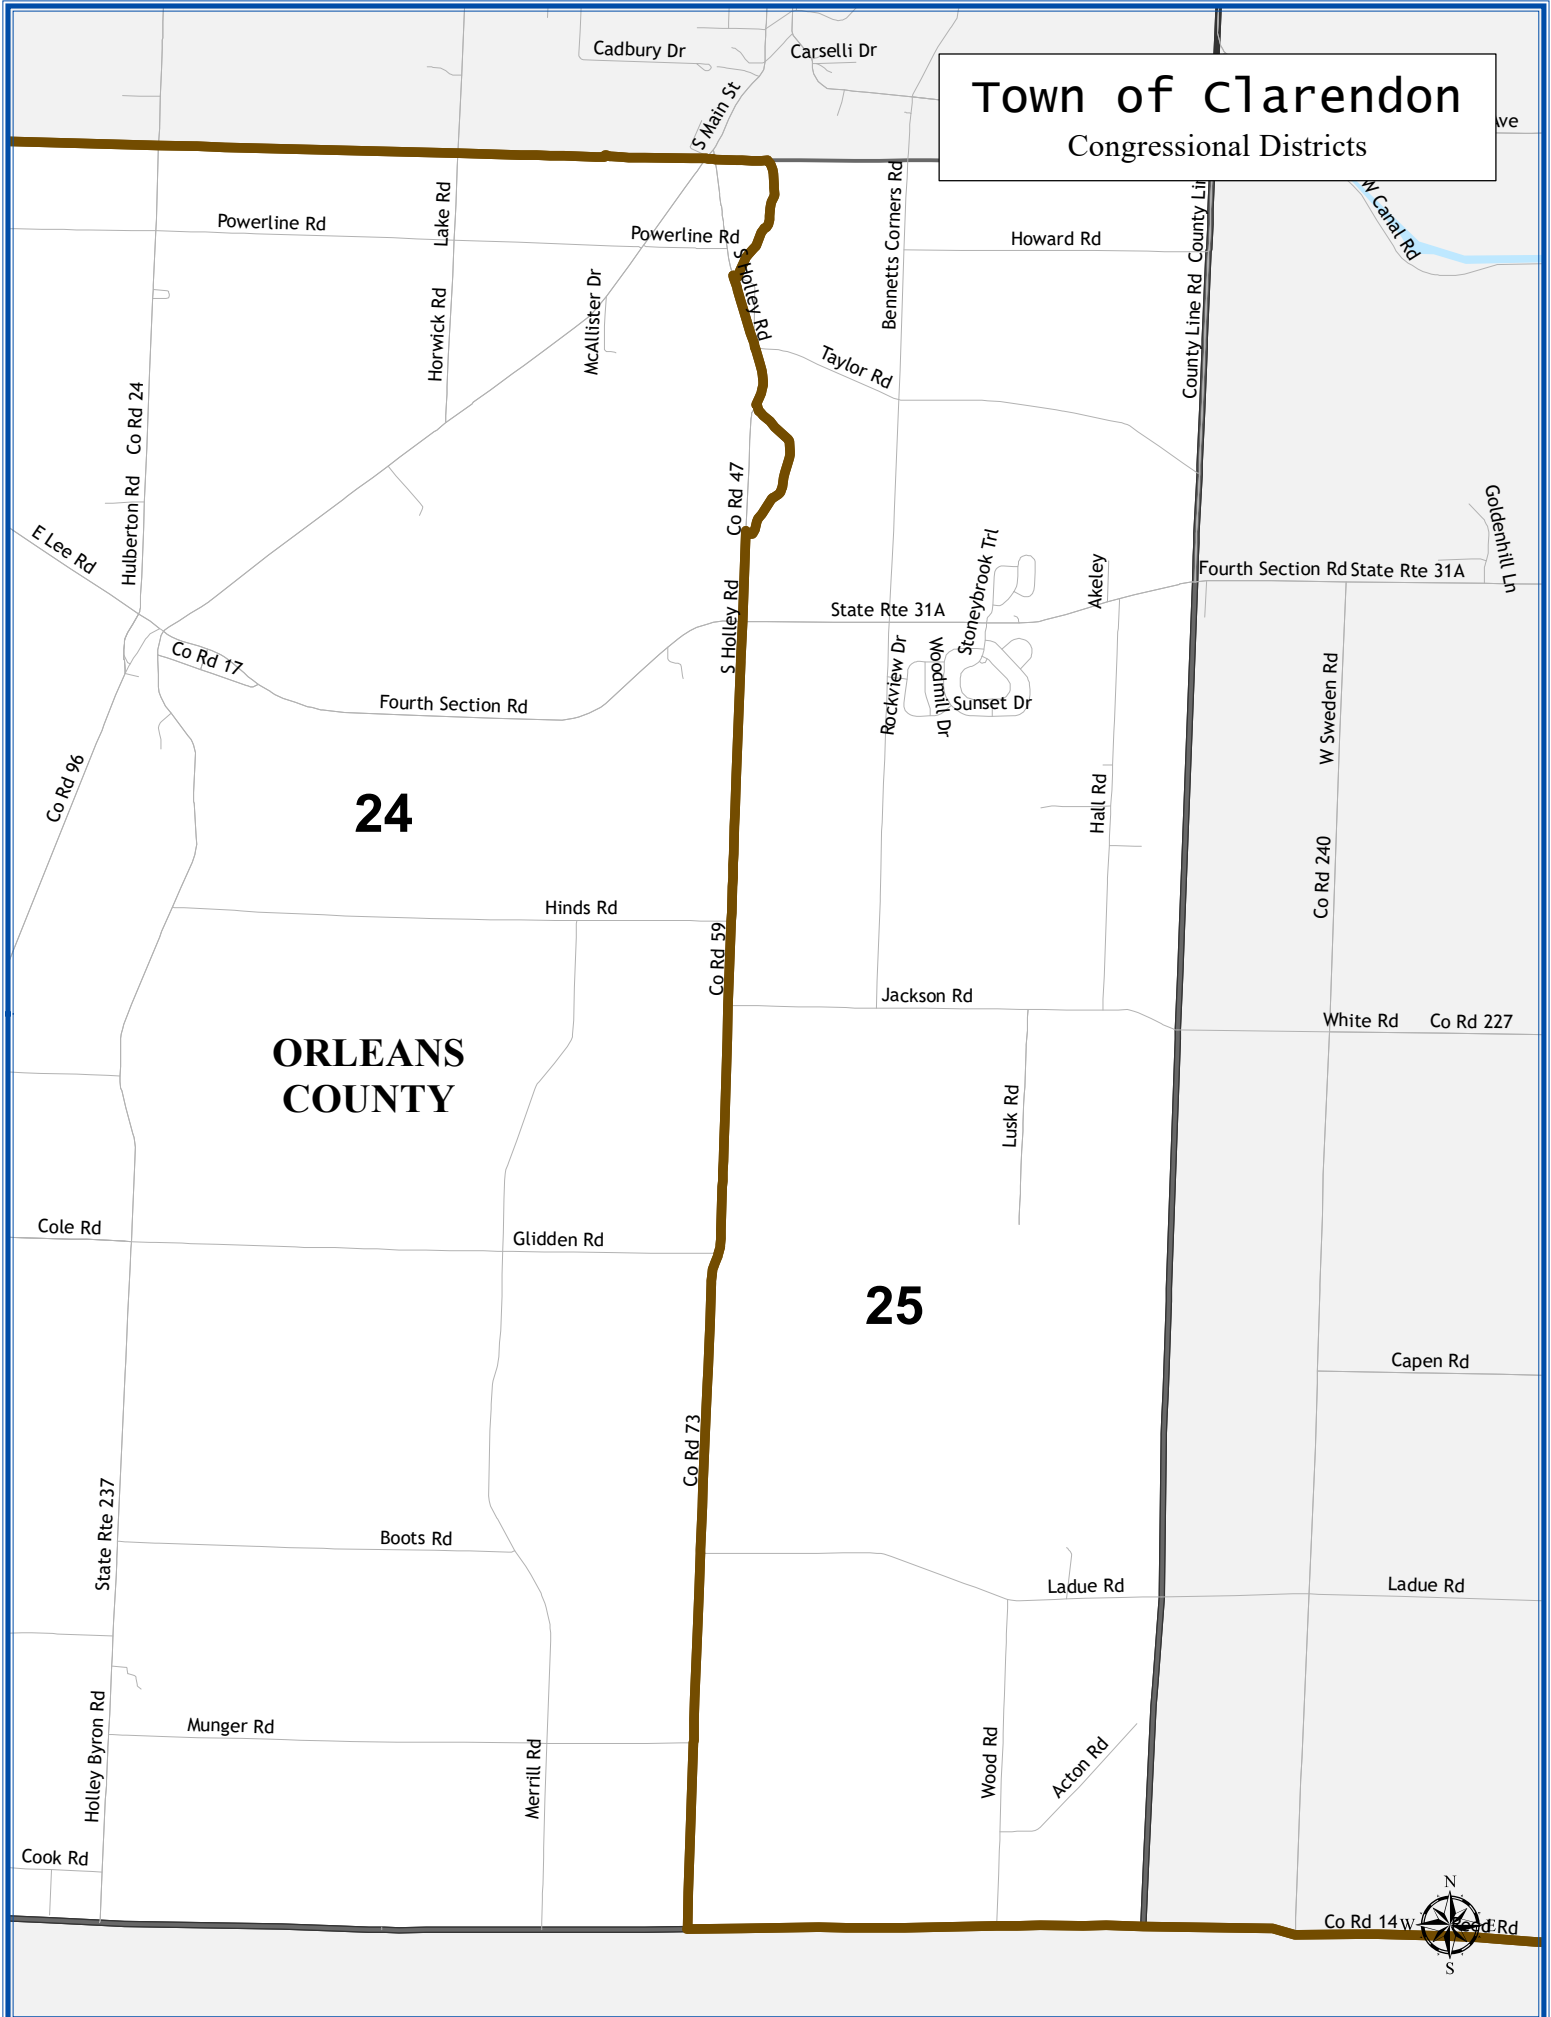 Town of Clarendon
Congressional Districts
Cadbury Dr
Carselli Dr
S Main St
Ave
W Canal Rd
Powerline Rd
Lake Rd
Powerline Rd
S Holley Rd
Bennetts Corners Rd
Howard Rd
County Lin
County Line Rd
Horwick Rd
McAllister Dr
Taylor Rd
Co Rd 24
Hulberton Rd
E Lee Rd
Co Rd 47
S Holley Rd
Goldenhill Ln
Stoneybrook Trl
Akeley
Fourth Section Rd
State Rte 31A
State Rte 31A
Co Rd 17
Fourth Section Rd
Rockview Dr
Woodmill Dr
Sunset Dr
W Sweden Rd
Co Rd 96
24
Hall Rd
Co Rd 240
Hinds Rd
Co Rd 59
Jackson Rd
White Rd
Co Rd 227
ORLEANS
COUNTY
Lusk Rd
Cole Rd
Glidden Rd
25
Capen Rd
Co Rd 73
State Rte 237
Boots Rd
Ladue Rd
Ladue Rd
Holley Byron Rd
Munger Rd
Merrill Rd
Wood Rd
Acton Rd
Cook Rd
Co Rd 14
Rd
N
W
E
S